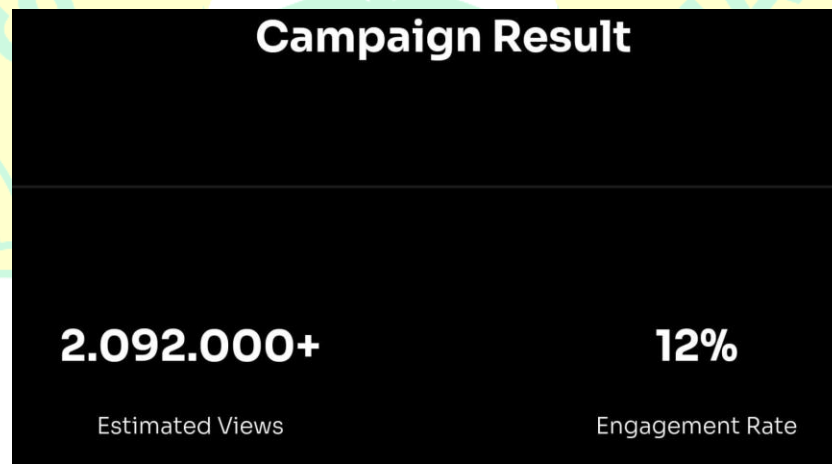 Campaign Result
2.092.000+
12%
Estimated Views
Engagement Rate